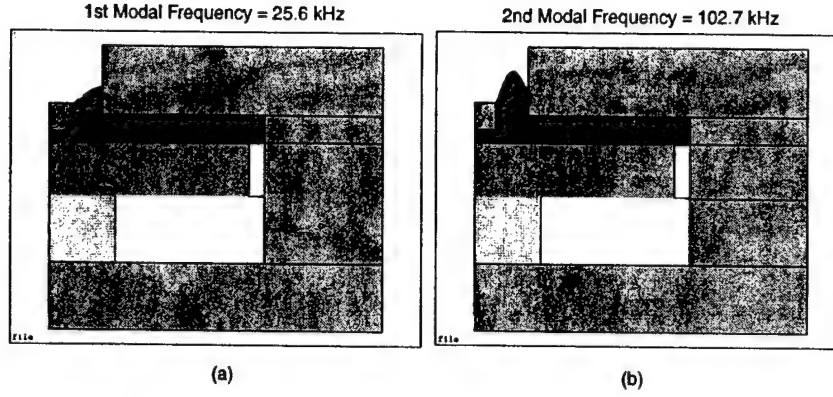 1st Modal Frequency = 25.6 kHz
2nd Modal Frequency = 102.7 kHz
file
file
(a)
(b)